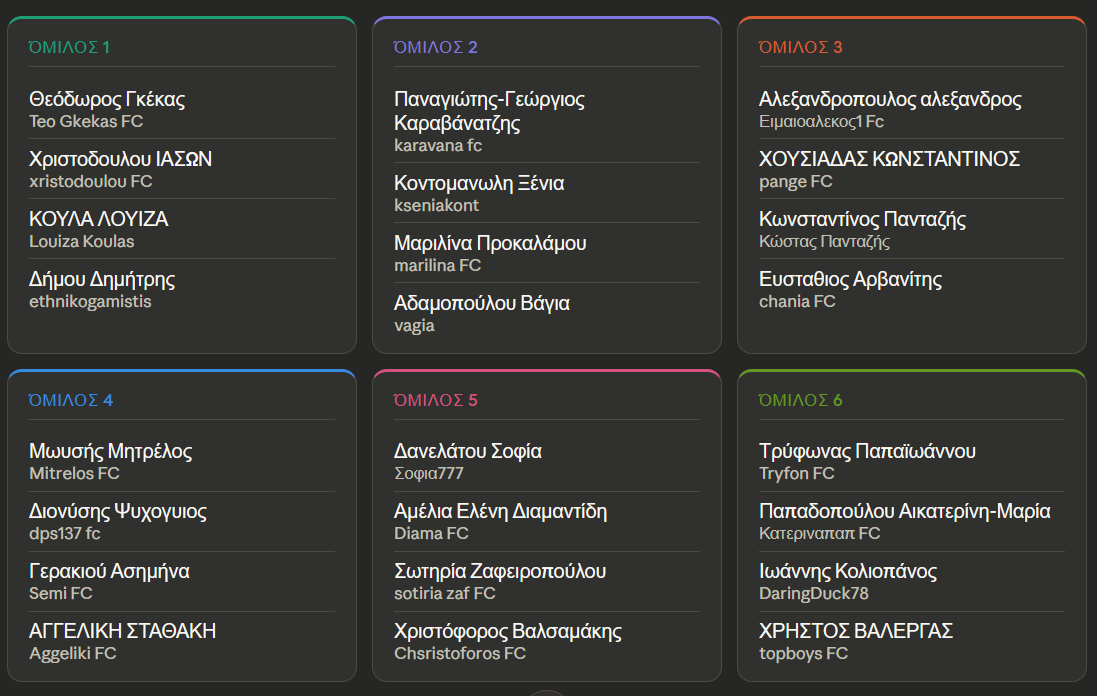 ΌΜΙΛΟΣ 1
Θεόδωρος Γκέκας
Teo Gkekas FC
Χριστοδουλου ΙΑΣΩΝ
xristodoulou FC
ΚΟΥΛΑ ΛΟΥΙΖΑ
Louiza Koulas
Δήμου Δημήτρης
ethnikogamistis
ΌΜΙΛΟΣ 2
Παναγιώτης-Γεώργιος
Καραβάνατζης
karavana fc
Κοντομανωλη Ξένια
kseniakont
Μαριλίνα Προκαλάμου
marilina FC
Αδαμοπούλου Βάγια
vagia
ΌΜΙΛΟΣ 3
Αλεξανδροπουλος αλεξανδρος
Ειμαιοαλεκος1 Fc
ΧΟΥΣΙΑΔΑΣ ΚΩΝΣΤΑΝΤΙΝΟΣ
pange FC
Κωνσταντίνος Πανταζής
Κώστας Πανταζής
Ευσταθιος Αρβανίτης
chania FC
ΌΜΙΛΟΣ 4
Μωυσής Μητρέλος
Mitrelos FC
Διονύσης Ψυχογυιος
dps137 fc
Γερακιού Ασημήνα
Semi FC
ΑΓΓΕΛΙΚΗ ΣΤΑΘΑΚΗ
Aggeliki FC
ΌΜΙΛΟΣ 5
Δανελάτου Σοφία
Σοφια777
Αμέλια Ελένη Διαμαντίδη
Diama FC
Σωτηρία Ζαφειροπούλου
sotiria zaf FC
Χριστόφορος Βαλσαμάκης
Chsristoforos FC
ΌΜΙΛΟΣ 6
Τρύφωνας Παπαϊωάννου
Tryfon FC
Παπαδοπούλου Αικατερίνη-Μαρία
Κατεριναπαπ FC
Ιωάννης Κολιοπάνος
DaringDuck78
ΧΡΗΣΤΟΣ ΒΑΛΕΡΓΑΣ
topboys FC